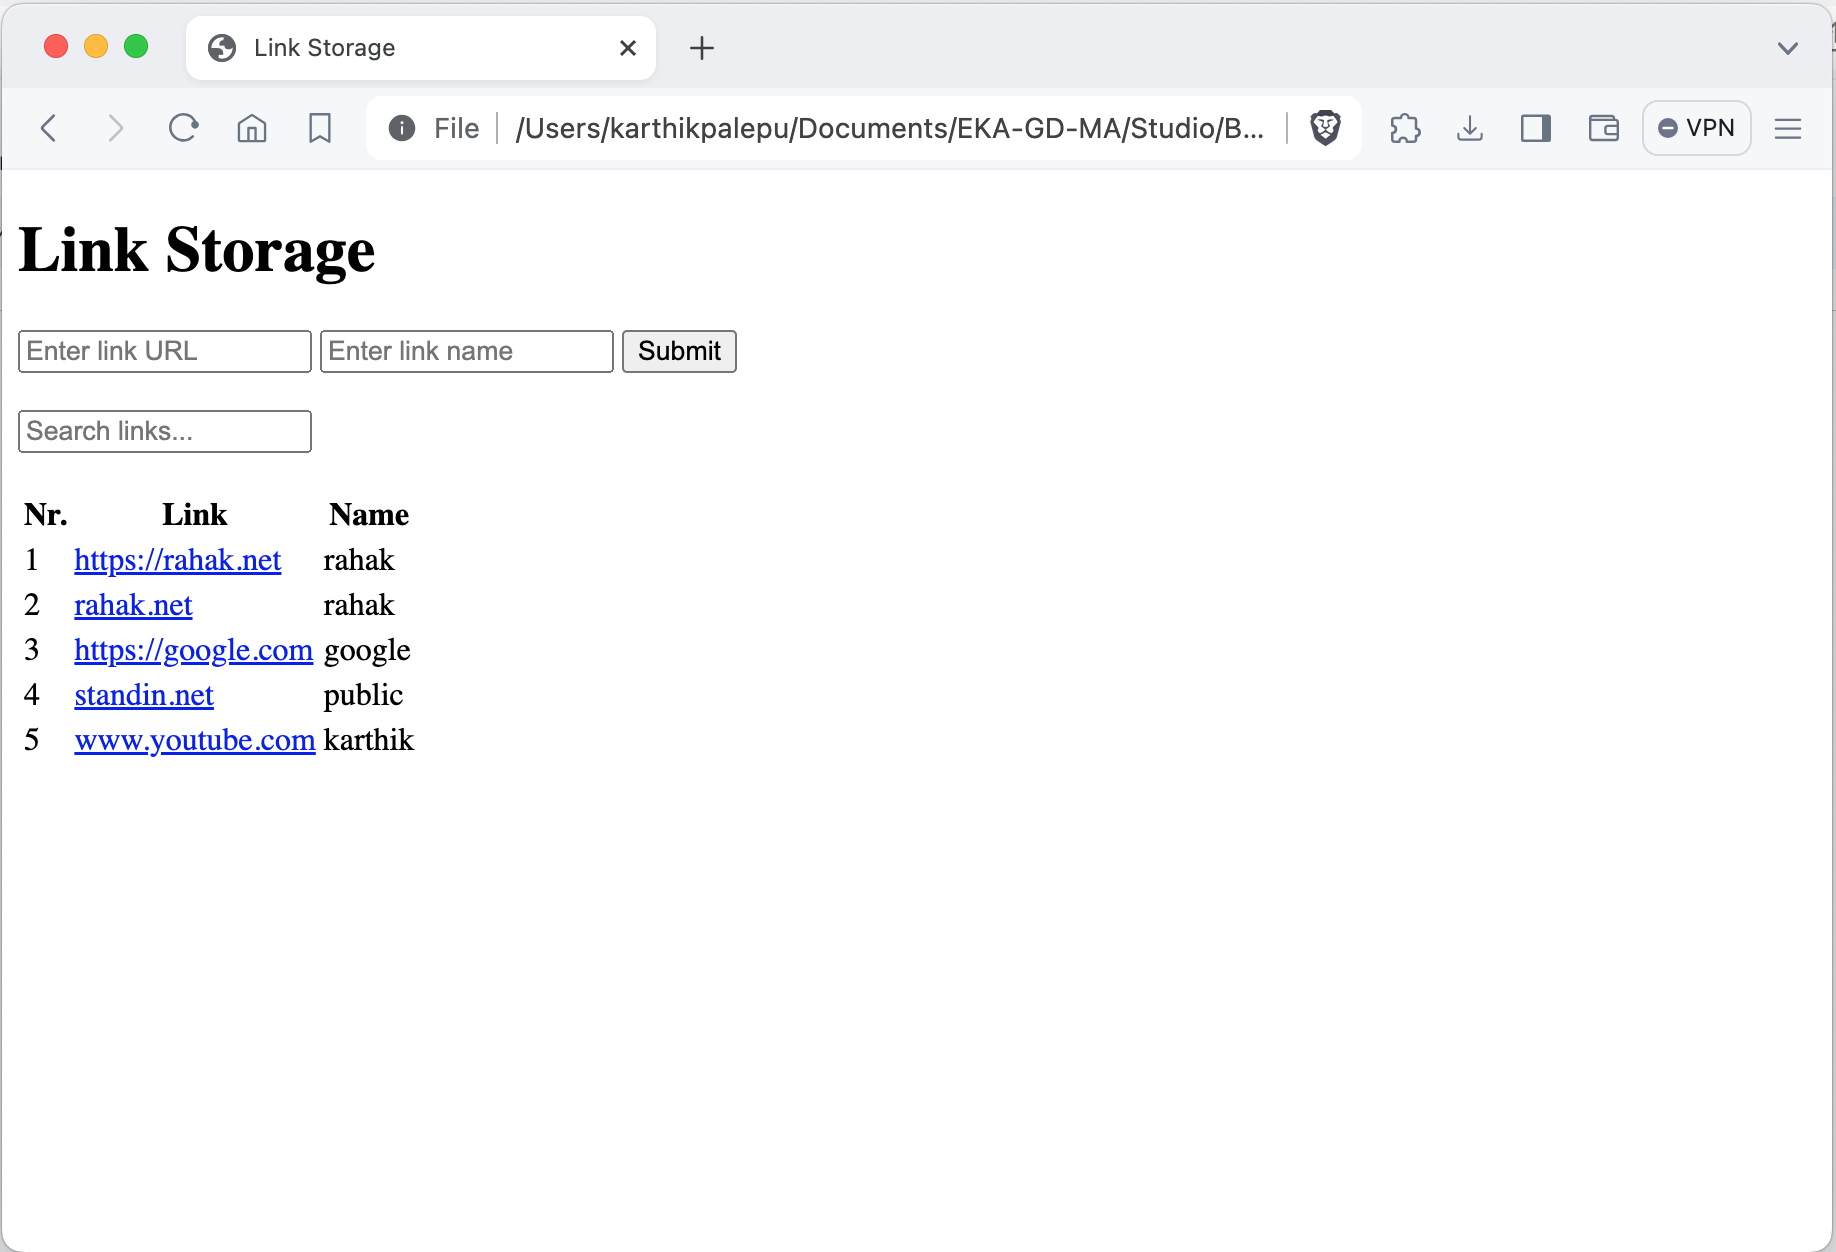 Link Storage
File /Users/karthikpalepu/Documents/EKA-GD-MA/Studio/B... VPN
Link Storage
Enter link URL Enter link name Submit
Search links...
Nr. Link Name
1 https://rahak.net rahak
2 rahak.net rahak
3 https://google.com google
4 standin.net public
5 www.youtube.com karthik